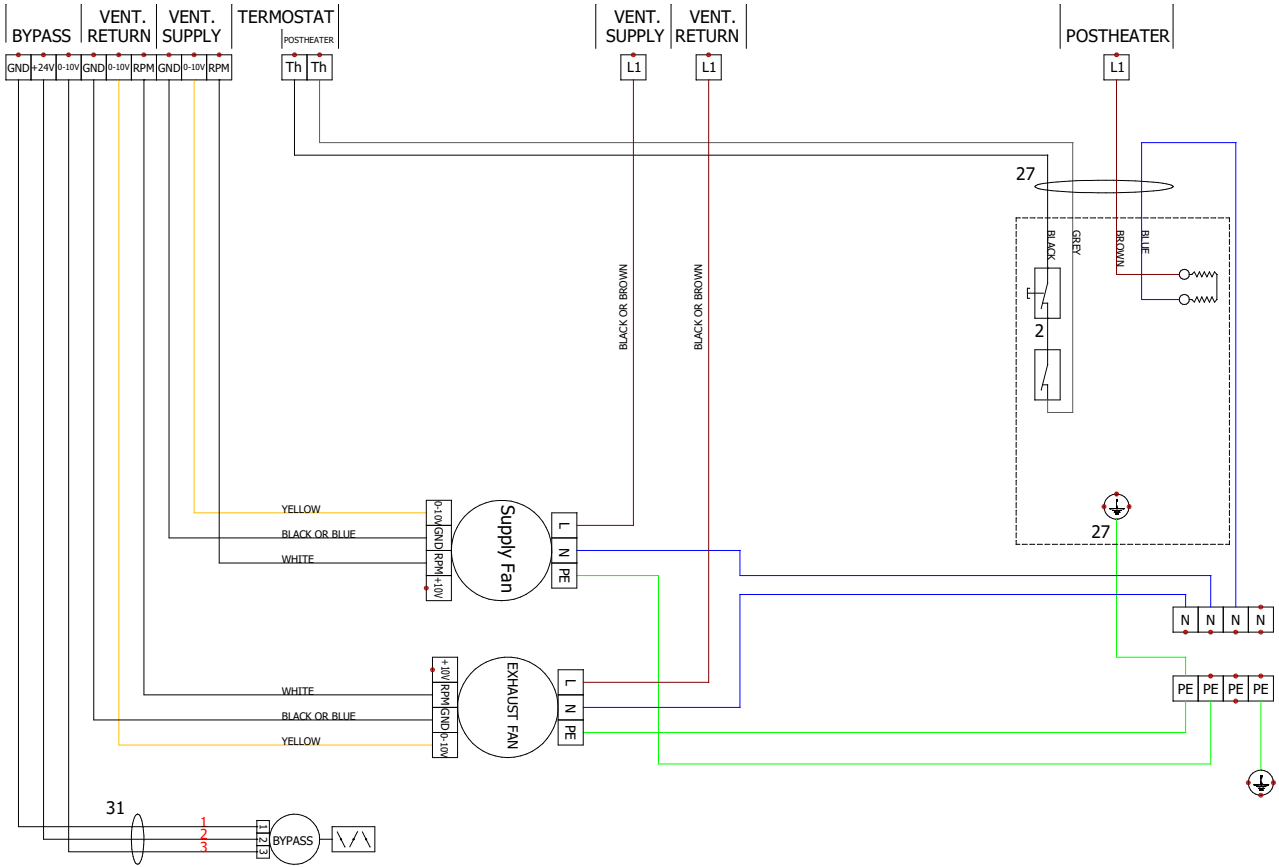 BYPASS
VENT.
RETURN
VENT.
SUPPLY
TERMOSTAT
POSTHEATER
VENT.
SUPPLY
VENT.
RETURN
POSTHEATER
GND +24V 0-10V GND 0-10V RPM GND 0-10V RPM
Th Th
L1
L1
L1
27
BLACK
GREY
BROWN
BLUE
BLACK OR BROWN
BLACK OR BROWN
2
27
YELLOW
BLACK OR BLUE
WHITE
0-10V
GND
RPM
+10V
Supply Fan
L
N
PE
N N N N
WHITE
BLACK OR BLUE
YELLOW
+10V
RPM
GND
0-10V
EXHAUST FAN
L
N
PE
PE PE PE PE
31
1
2
3
1
2
3
BYPASS